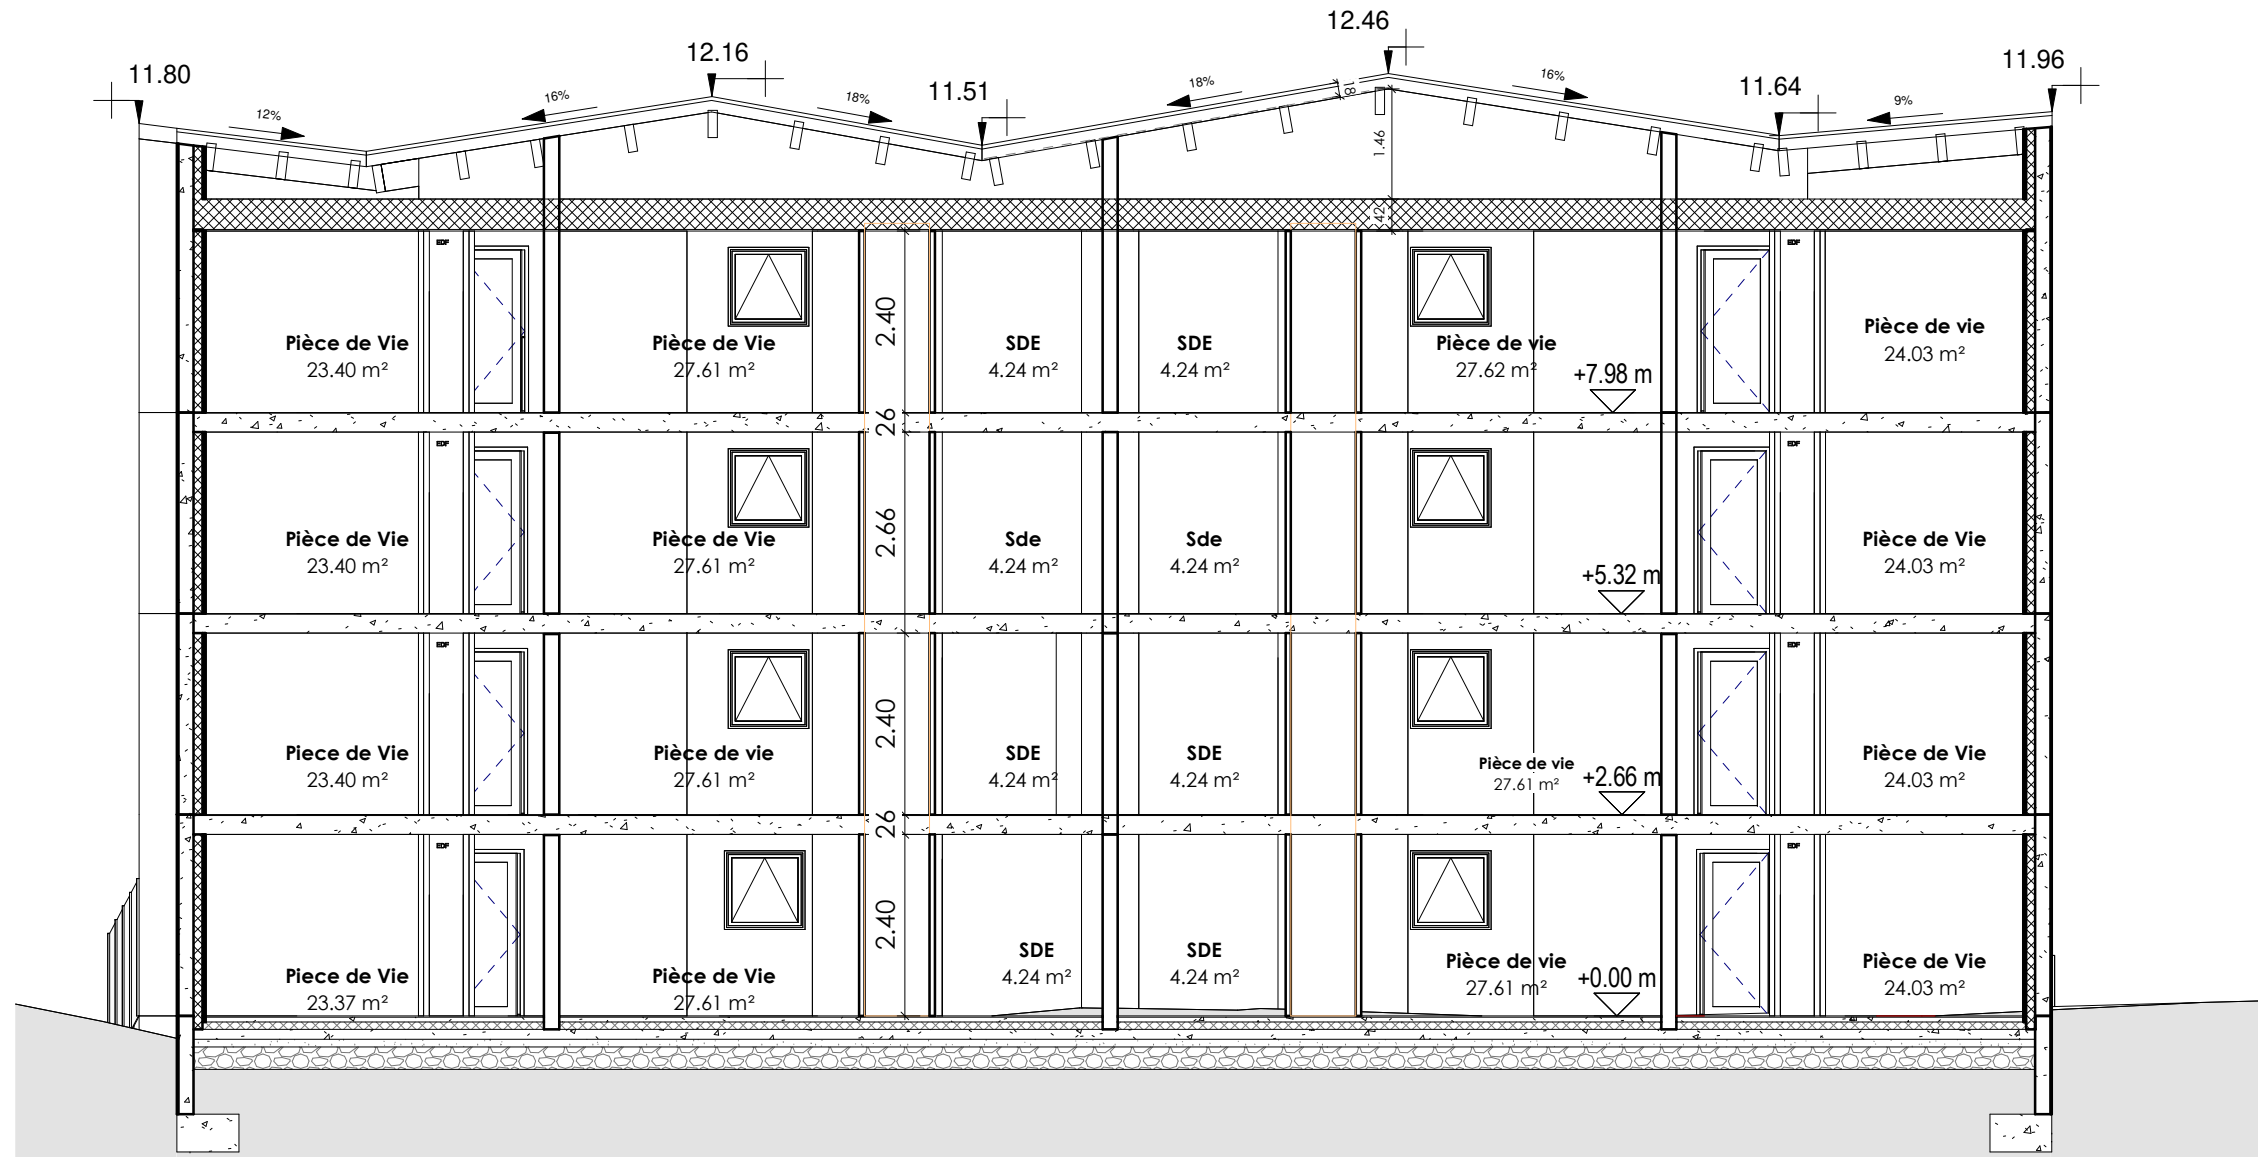 12.46
12.16
11.96
11.80
11.51
11.64
12%
16%
18%
18%
18
16%
9%
1.46
42
EDF
EDF
2.40
Pièce de Vie
23.40 m²
Pièce de Vie
27.61 m²
SDE
4.24 m²
SDE
4.24 m²
Pièce de vie
27.62 m²
+7.98 m
Pièce de vie
24.03 m²
26
EDF
EDF
2.66
Pièce de Vie
23.40 m²
Pièce de Vie
27.61 m²
Sde
4.24 m²
Sde
4.24 m²
+5.32 m
Pièce de Vie
24.03 m²
EDF
EDF
2.40
Piece de Vie
23.40 m²
Pièce de vie
27.61 m²
SDE
4.24 m²
SDE
4.24 m²
Pièce de vie
27.61 m²
+2.66 m
Pièce de Vie
24.03 m²
26
EDF
EDF
2.40
Piece de Vie
23.37 m²
Pièce de Vie
27.61 m²
SDE
4.24 m²
SDE
4.24 m²
Pièce de vie
27.61 m²
+0.00 m
Pièce de Vie
24.03 m²